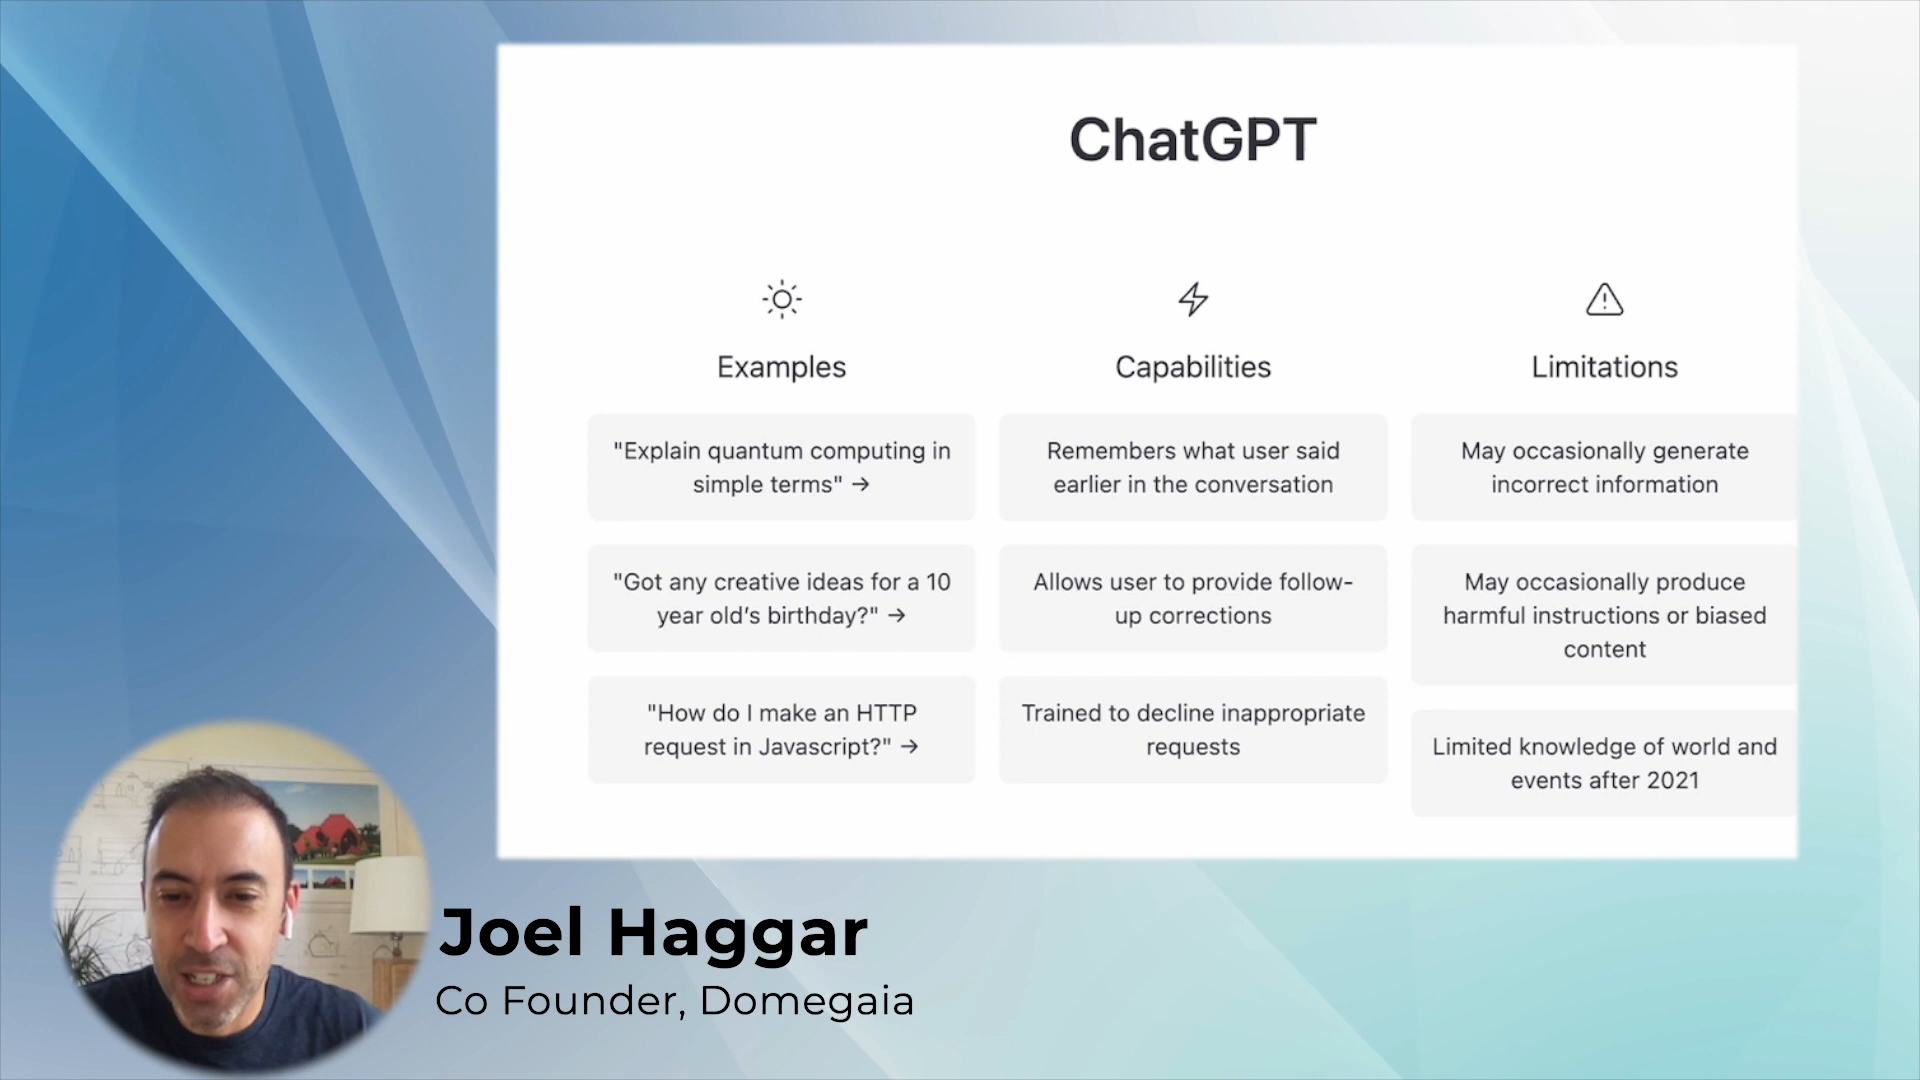 ChatGPT
Examples
"Explain quantum computing in
simple terms" →
"Got any creative ideas for a 10
year old's birthday?" →
"How do I make an HTTP
request in Javascript?" →
Capabilities
Remembers what user said
earlier in the conversation
Allows user to provide follow-
up corrections
Trained to decline inappropriate
requests
Limitations
May occasionally generate
incorrect information
May occasionally produce
harmful instructions or biased
content
Limited knowledge of world and
events after 2021
Joel Haggar
Co Founder, Domegaia